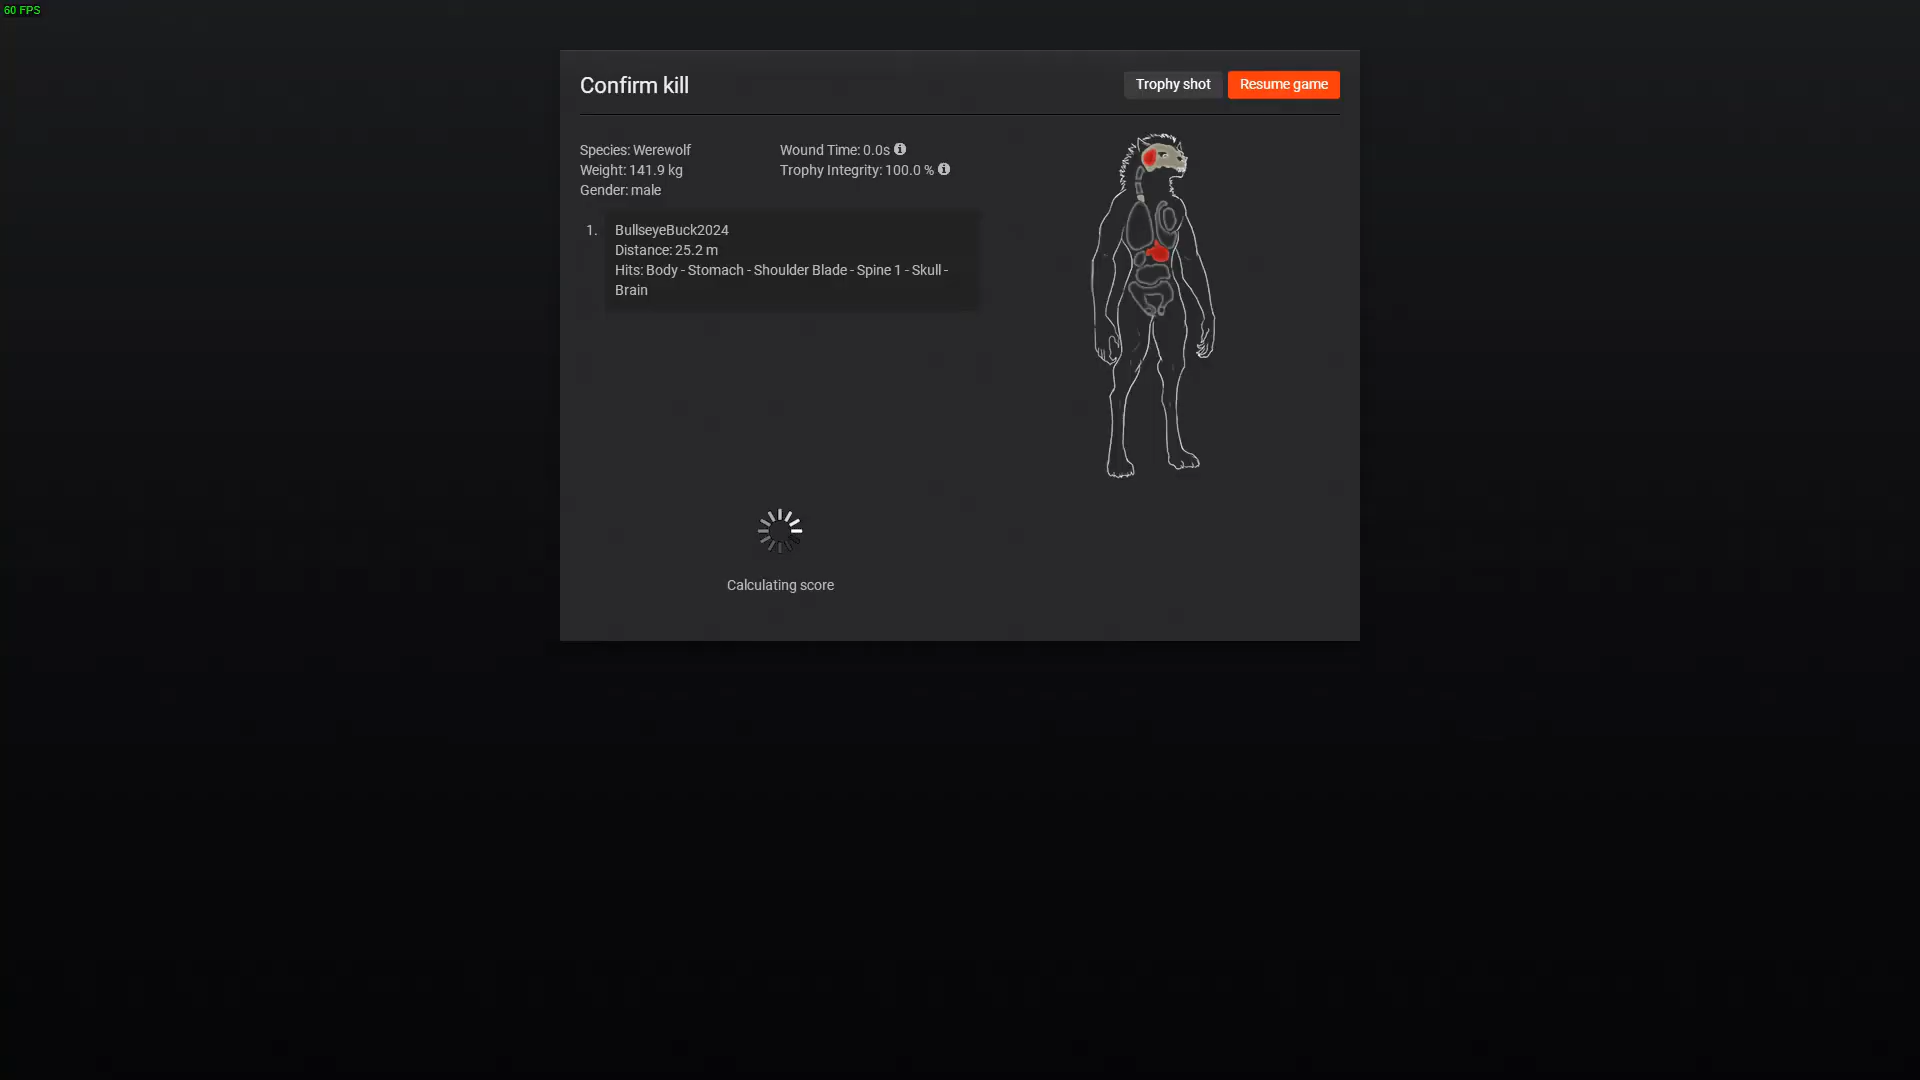 60 FPS
Confirm kill
Trophy shot
Resume game
Species: Werewolf
Weight: 141.9 kg
Gender: male
Wound Time: 0.0s
Trophy Integrity: 100.0 %
1.
BullseyeBuck2024
Distance: 25.2 m
Hits: Body - Stomach - Shoulder Blade - Spine 1 - Skull -
Brain
Calculating score